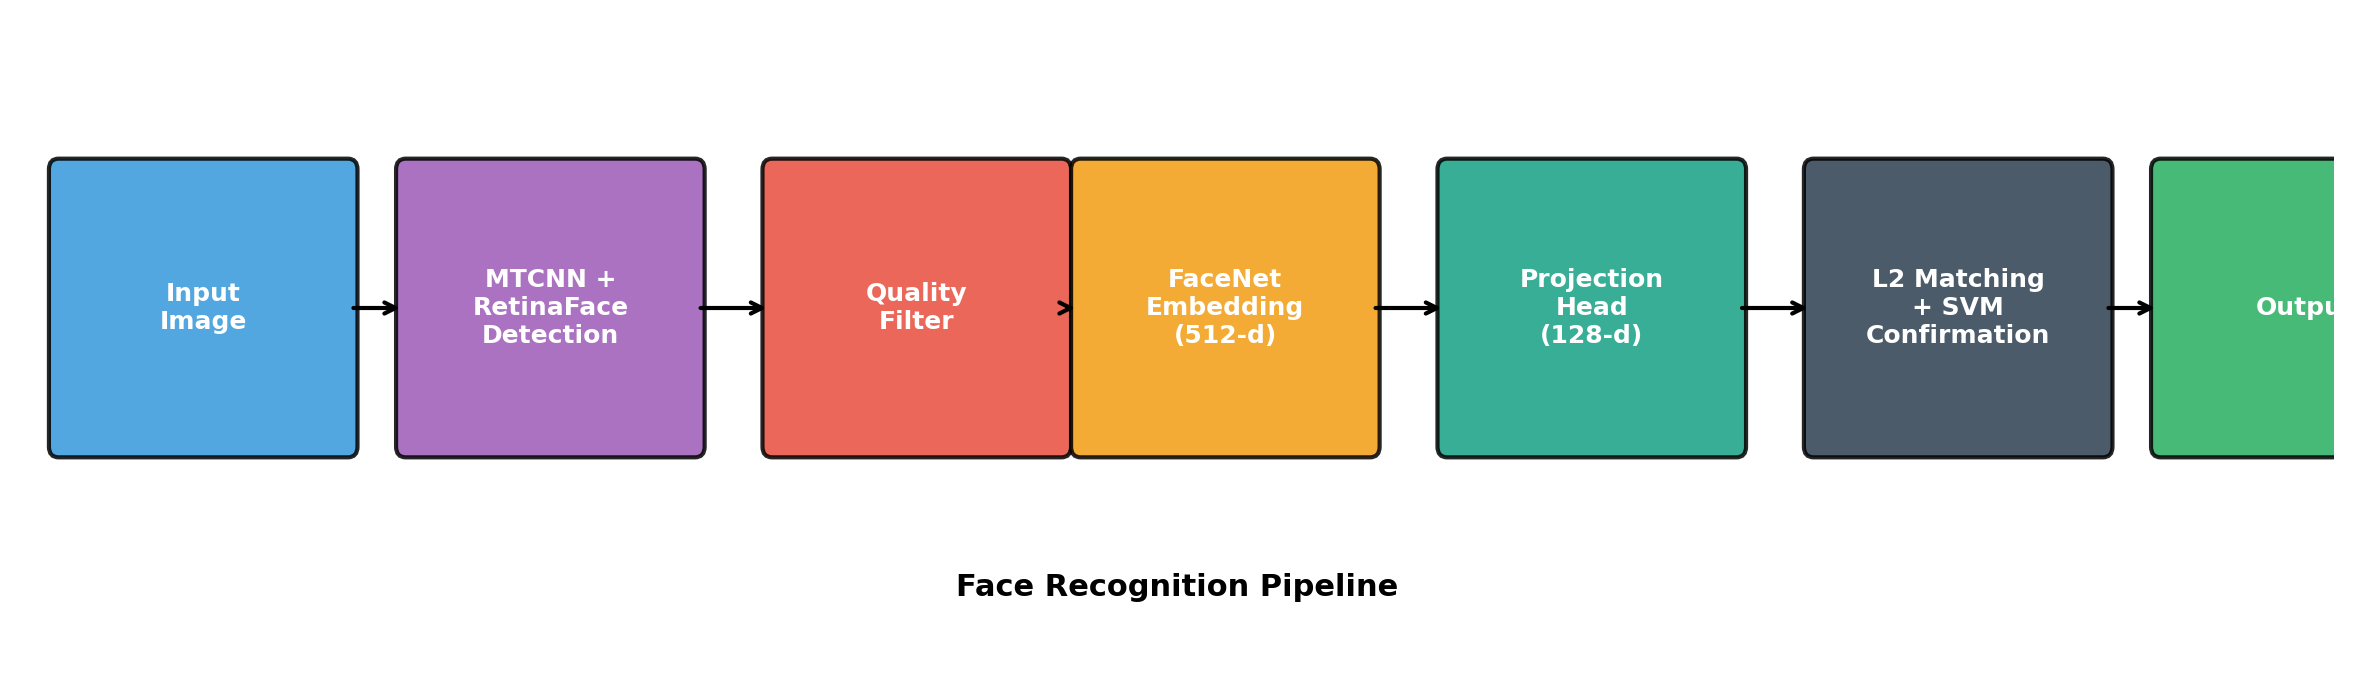 Input
Image
MTCNN +
RetinaFace
Detection
Quality
Filter
FaceNet
Embedding
(512-d)
Projection
Head
(128-d)
L2 Matching
+ SVM
Confirmation
Outpu
Face Recognition Pipeline